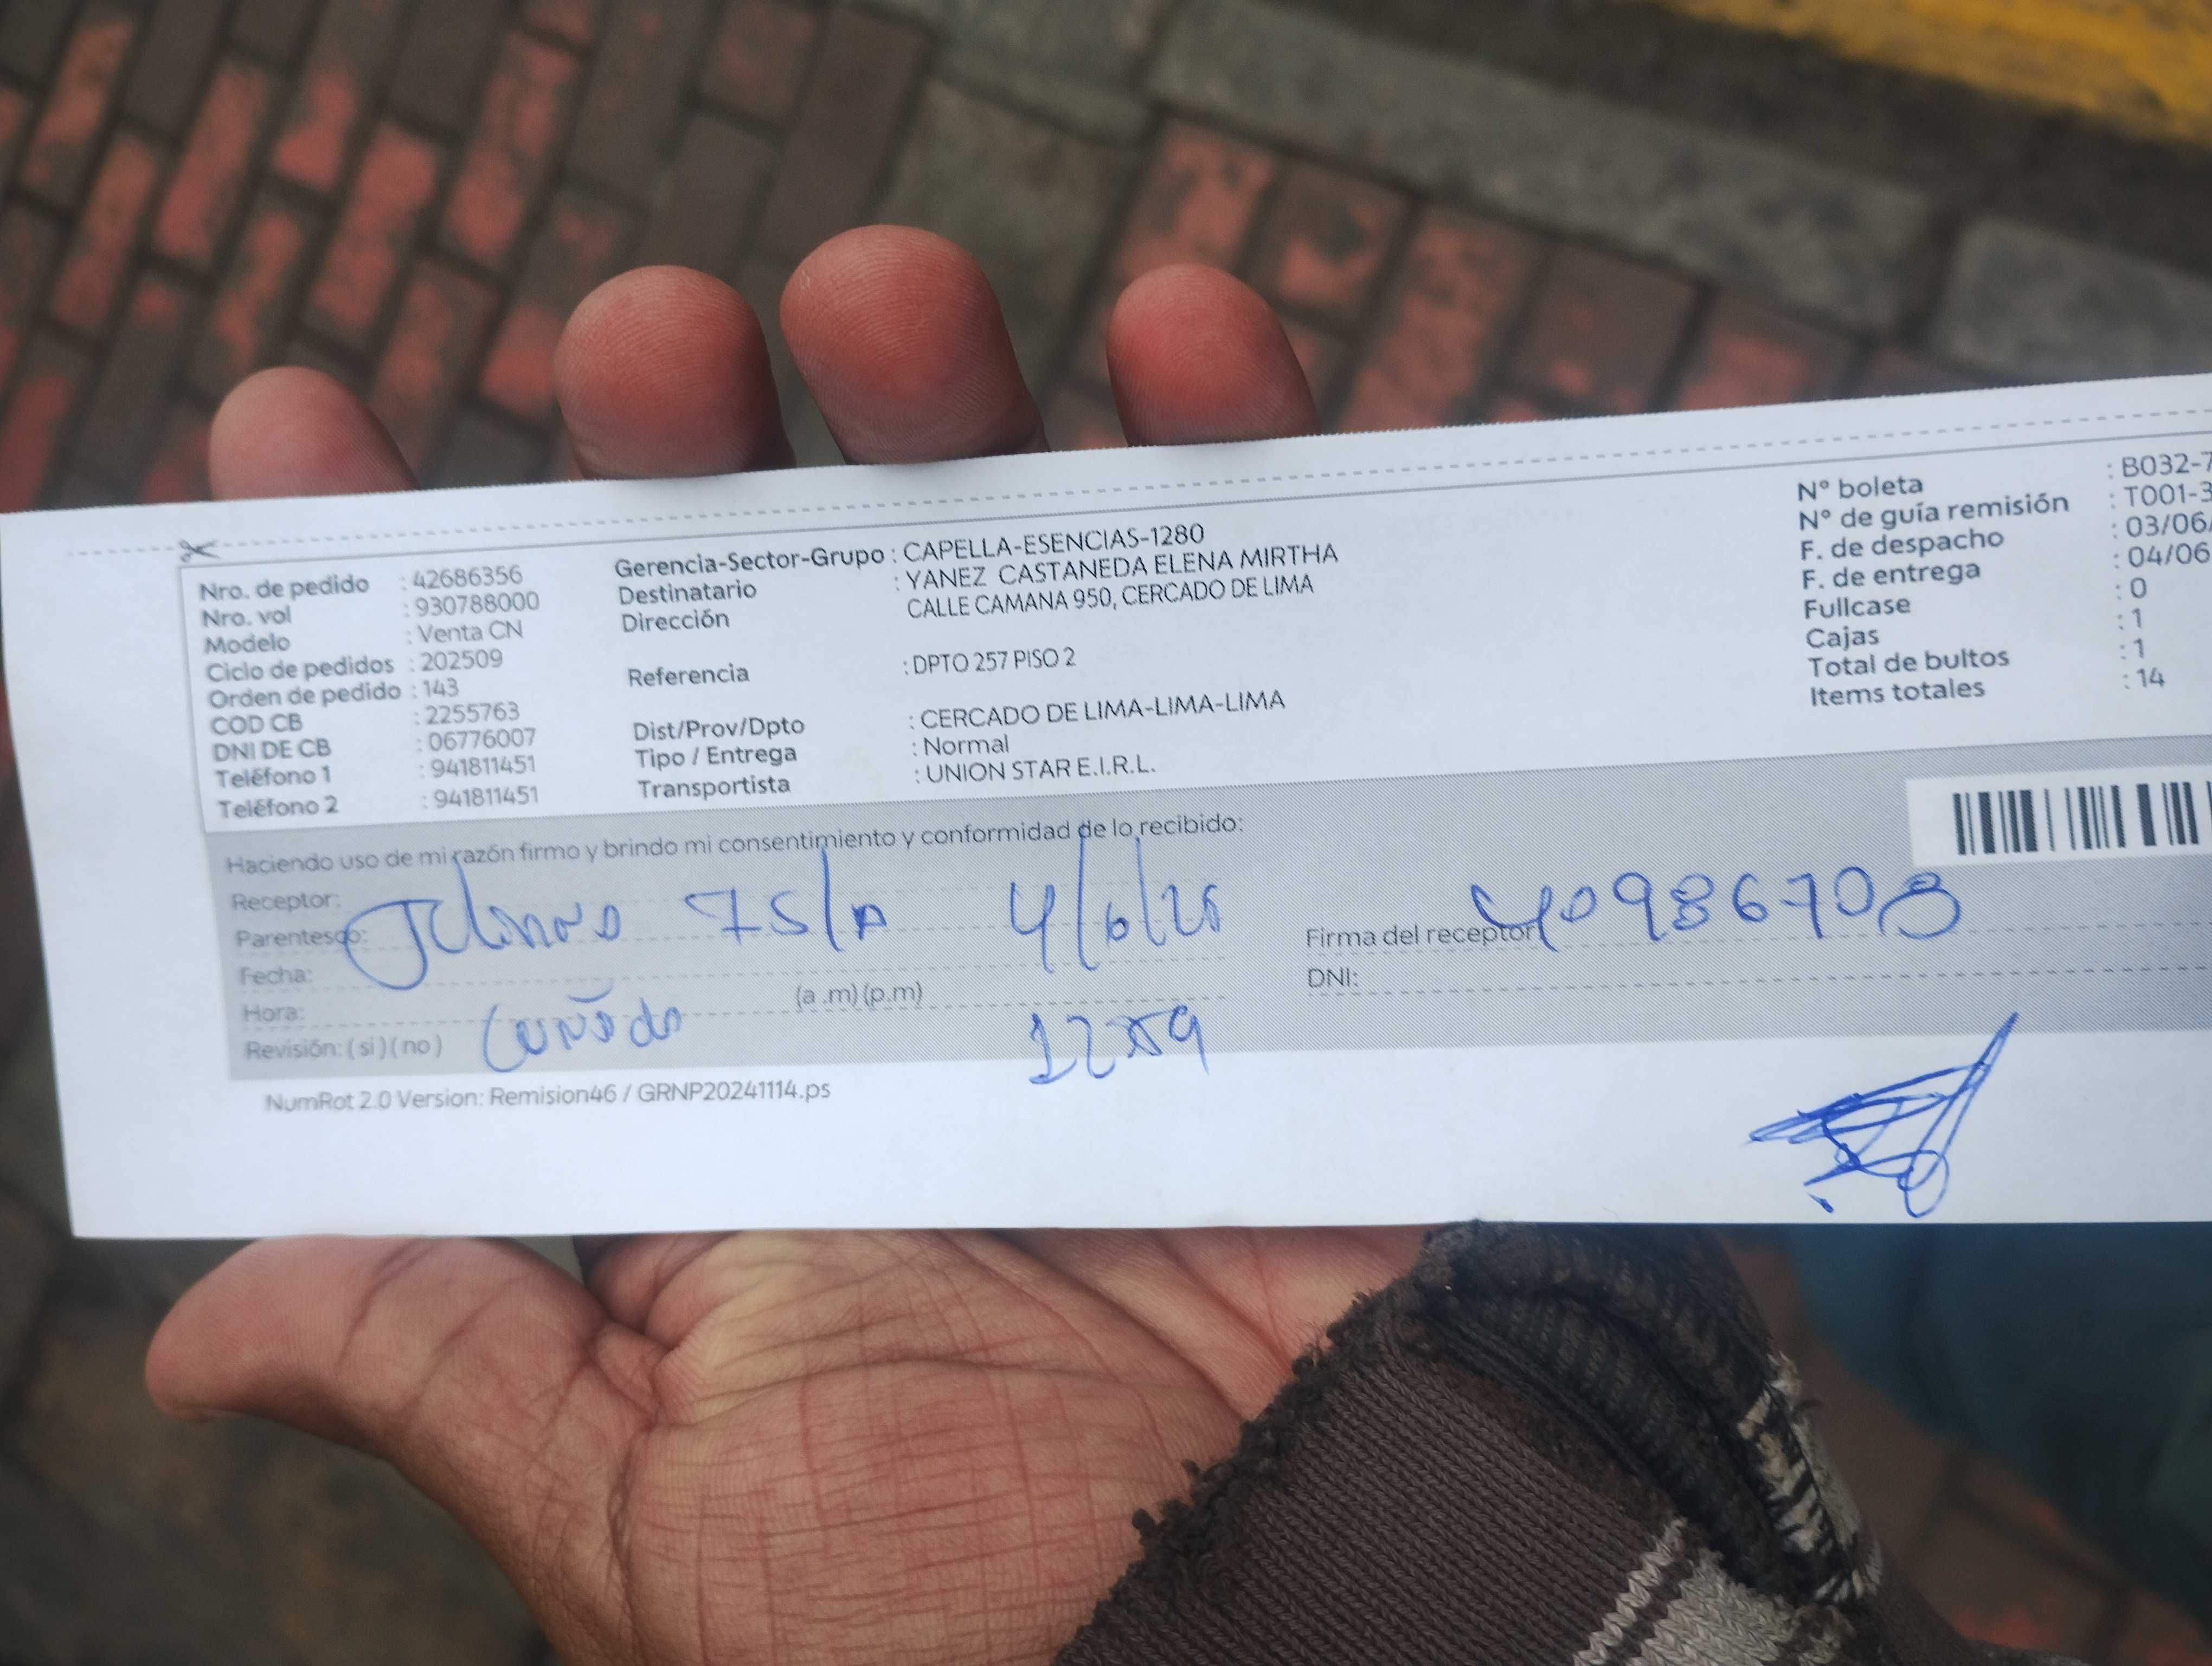 Nro. de pedido : 42686356
Nro. vol : 930788000
Modelo : Venta CN
Ciclo de pedidos : 202509
Orden de pedido : 143
COD CB : 2255763
DNI DE CB : 06776007
Teléfono 1 : 941811451
Teléfono 2 : 941811451
Gerencia-Sector-Grupo : CAPELLA-ESENCIAS-1280
Destinatario : YANEZ CASTANEDA ELENA MIRTHA
Dirección CALLE CAMANA 950, CERCADO DE LIMA
Referencia : DPTO 257 PISO 2
Dist/Prov/Dpto : CERCADO DE LIMA-LIMA-LIMA
Tipo / Entrega : Normal
Transportista : UNION STAR E.I.R.L.
N° boleta : B032-7
N° de guía remisión : T001-3
F. de despacho : 03/06/
F. de entrega : 04/06
Fullcase : 0
Cajas : 1
Total de bultos : 1
Items totales : 14
Haciendo uso de mi razón firmo y brindo mi consentimiento y conformidad de lo recibido:
Receptor:
Parentesco:
4/6/25
Fecha:
Hora: (a .m) (p.m)
Revisión: ( si ) ( no ) Cuñado
Firma del receptor 40986708
DNI:
NumRot 2.0 Version: Remision46 / GRNP20241114.ps